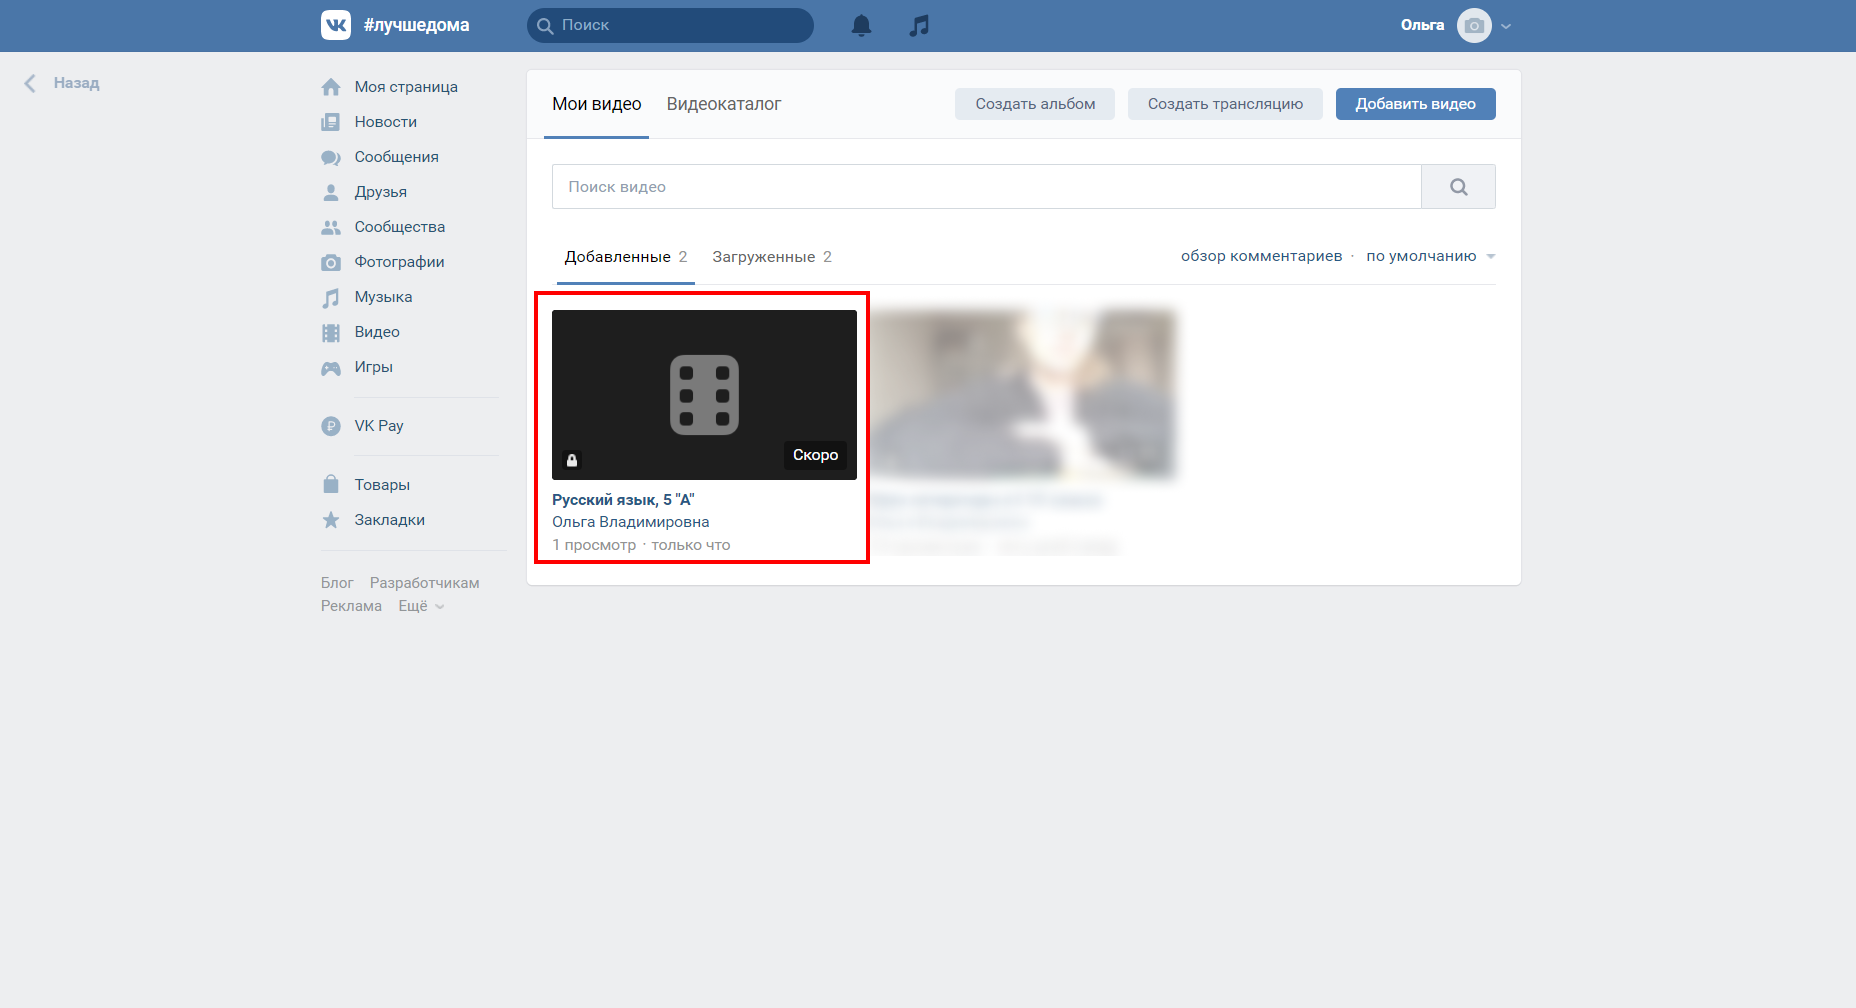 #лучшедома
Поиск
Ольга
Назад
Моя страница
Новости
Сообщения
Друзья
Сообщества
Фотографии
Музыка
Видео
Игры
VK Pay
Товары
Закладки
Блог Разработчикам
Реклама Ещё
Мои видео Видеокаталог Создать альбом Создать трансляцию Добавить видео
Поиск видео
Добавленные 2 Загруженные 2 обзор комментариев · по умолчанию
Скоро
Русский язык, 5 "А"
Ольга Владимировна
1 просмотр · только что